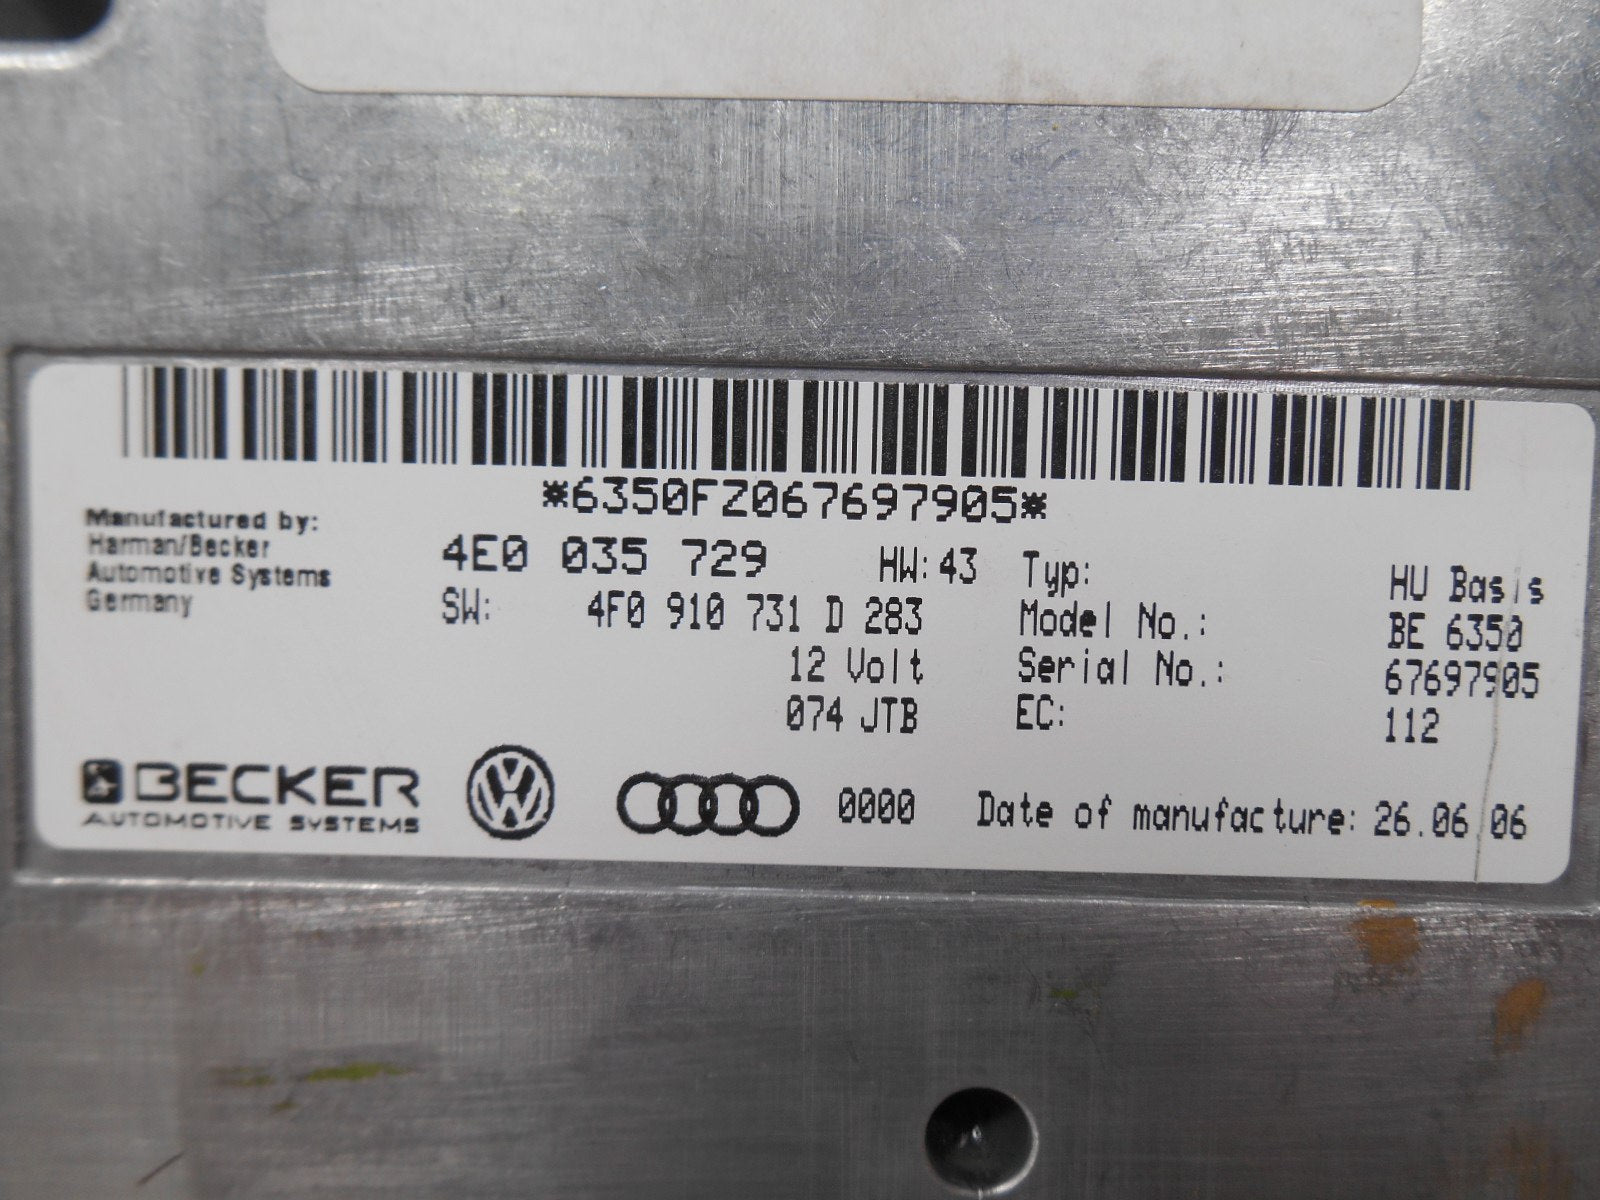 *6350FZ067697905*
Manufactured by:
Harman/Becker
Automotive Systems
Germany
4E0 035 729 HW: 43
SW: 4F0 910 731 D 283
12 Volt
074 JTB
Typ: HU Basis
Model No.: BE 6350
Serial No.: 67697905
EC: 112
BECKER
AUTOMOTIVE SYSTEMS
VW
0000
Date of manufacture: 26.06.06